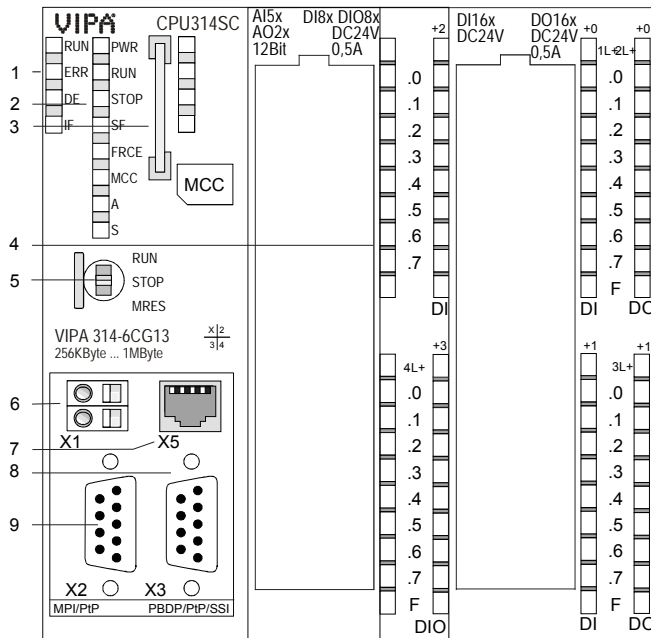 VIPA CPU314SC
RUN PWR
1 ERR RUN
2 DE STOP
3 IF SF
FRCE
MCC
A
S
MCC
4
RUN
5 STOP
MRES
VIPA 314-6CG13
256KByte ... 1MByte
X 2
3 4
6
X1 X5
7
8
9
X2 X3
MPI/PtP PBDP/PtP/SSI
AI5x DI8x DIO8x
AO2x DC24V
12Bit 0,5A
+2
.0
.1
.2
.3
.4
.5
.6
.7
DI
+3
4L+
.0
.1
.2
.3
.4
.5
.6
.7
F
DIO
DI16x DO16x
DC24V DC24V
0,5A
+0 +0
1L+ 2L+
.0
.1
.2
.3
.4
.5
.6
.7
F
DI DO
+1 +1
3L+
.0
.1
.2
.3
.4
.5
.6
.7
F
DI DO